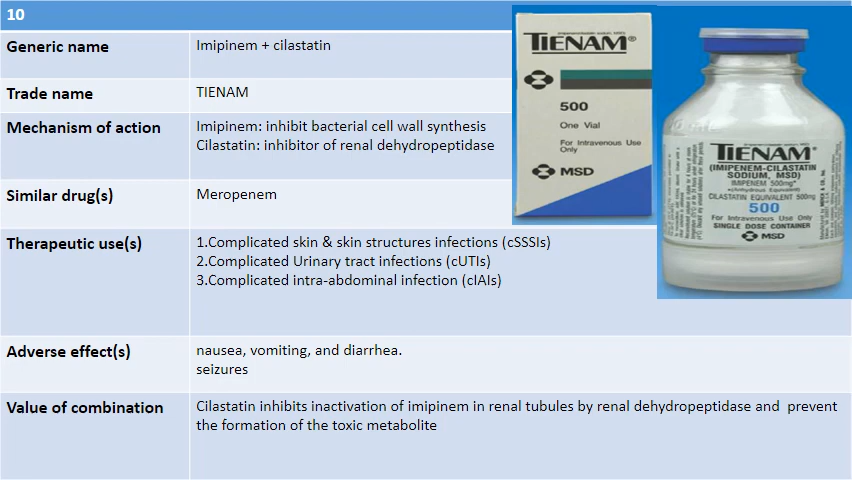 10
Generic name
Imipinem + cilastatin
Trade name
TIENAM
Mechanism of action
Imipinem: inhibit bacterial cell wall synthesis
Cilastatin: inhibitor of renal dehydropeptidase
Similar drug(s)
Meropenem
Therapeutic use(s)
1.Complicated skin & skin structures infections (cSSSIs)
2.Complicated Urinary tract infections (cUTIs)
3.Complicated intra-abdominal infection (cIAIs)
Adverse effect(s)
nausea, vomiting, and diarrhea.
seizures
Value of combination
Cilastatin inhibits inactivation of imipinem in renal tubules by renal dehydropeptidase and prevent
the formation of the toxic metabolite
TIENAM®
500
One Vial
For Intravenous Use
Only
MSD
TIENAM®
(IMIPENEM-CILASTATIN
SODIUM, MSD)
IMIPENEM 500mg*
*(Anhydrous Equivalent)
CILASTATIN EQUIVALENT 500mg
500
For Intravenous Use Only
SINGLE DOSE CONTAINER
MSD